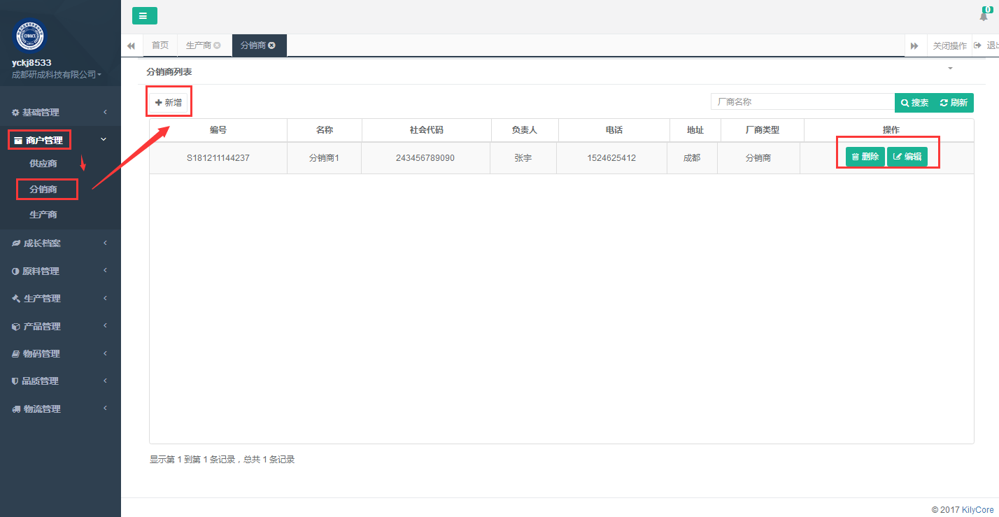 0
CFDACX
yckj8533
成都研成科技有限公司
首页
生产商
分销商
关闭操作
退出
基础管理
商户管理
供应商
分销商
生产商
成长档案
原料管理
生产管理
产品管理
物码管理
品质管理
物流管理
分销商列表
新增
厂商名称
搜索
刷新
编号 名称 社会代码 负责人 电话 地址 厂商类型 操作
S181211144237 分销商1 243456789090 张宇 1524625412 成都 分销商 删除 编辑
显示第 1 到第 1 条记录，总共 1 条记录
© 2017 KilyCore